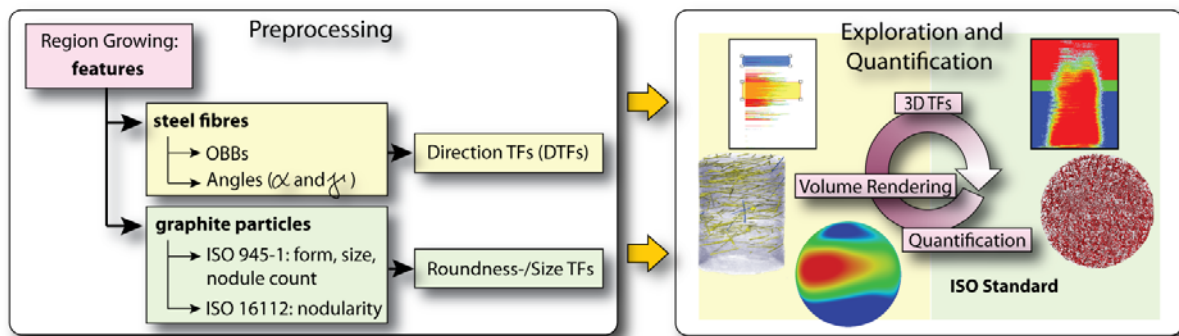 Preprocessing
Region Growing:
features
steel fibres
OBBs
Angles (α and γ)
Direction TFs (DTFs)
graphite particles
ISO 945-1: form, size,
nodule count
ISO 16112: nodularity
Roundness-/Size TFs
Exploration and
Quantification
3D TFs
Volume Rendering
Quantification
ISO Standard